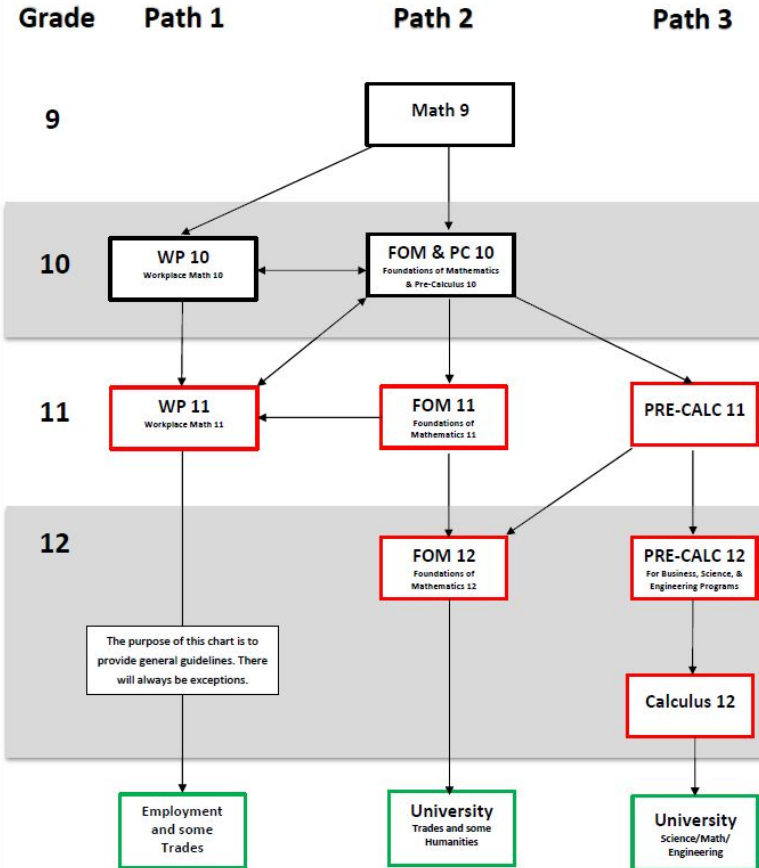 Grade Path 1 Path 2 Path 3
9
Math 9
10
WP 10
Workplace Math 10
FOM & PC 10
Foundations of Mathematics
& Pre-Calculus 10
11
WP 11
Workplace Math 11
FOM 11
Foundations of
Mathematics 11
PRE-CALC 11
12
FOM 12
Foundations of
Mathematics 12
PRE-CALC 12
For Business, Science, &
Engineering Programs
The purpose of this chart is to
provide general guidelines. There
will always be exceptions.
Calculus 12
Employment
and some
Trades
University
Trades and some
Humanities
University
Science/Math/
Engineering